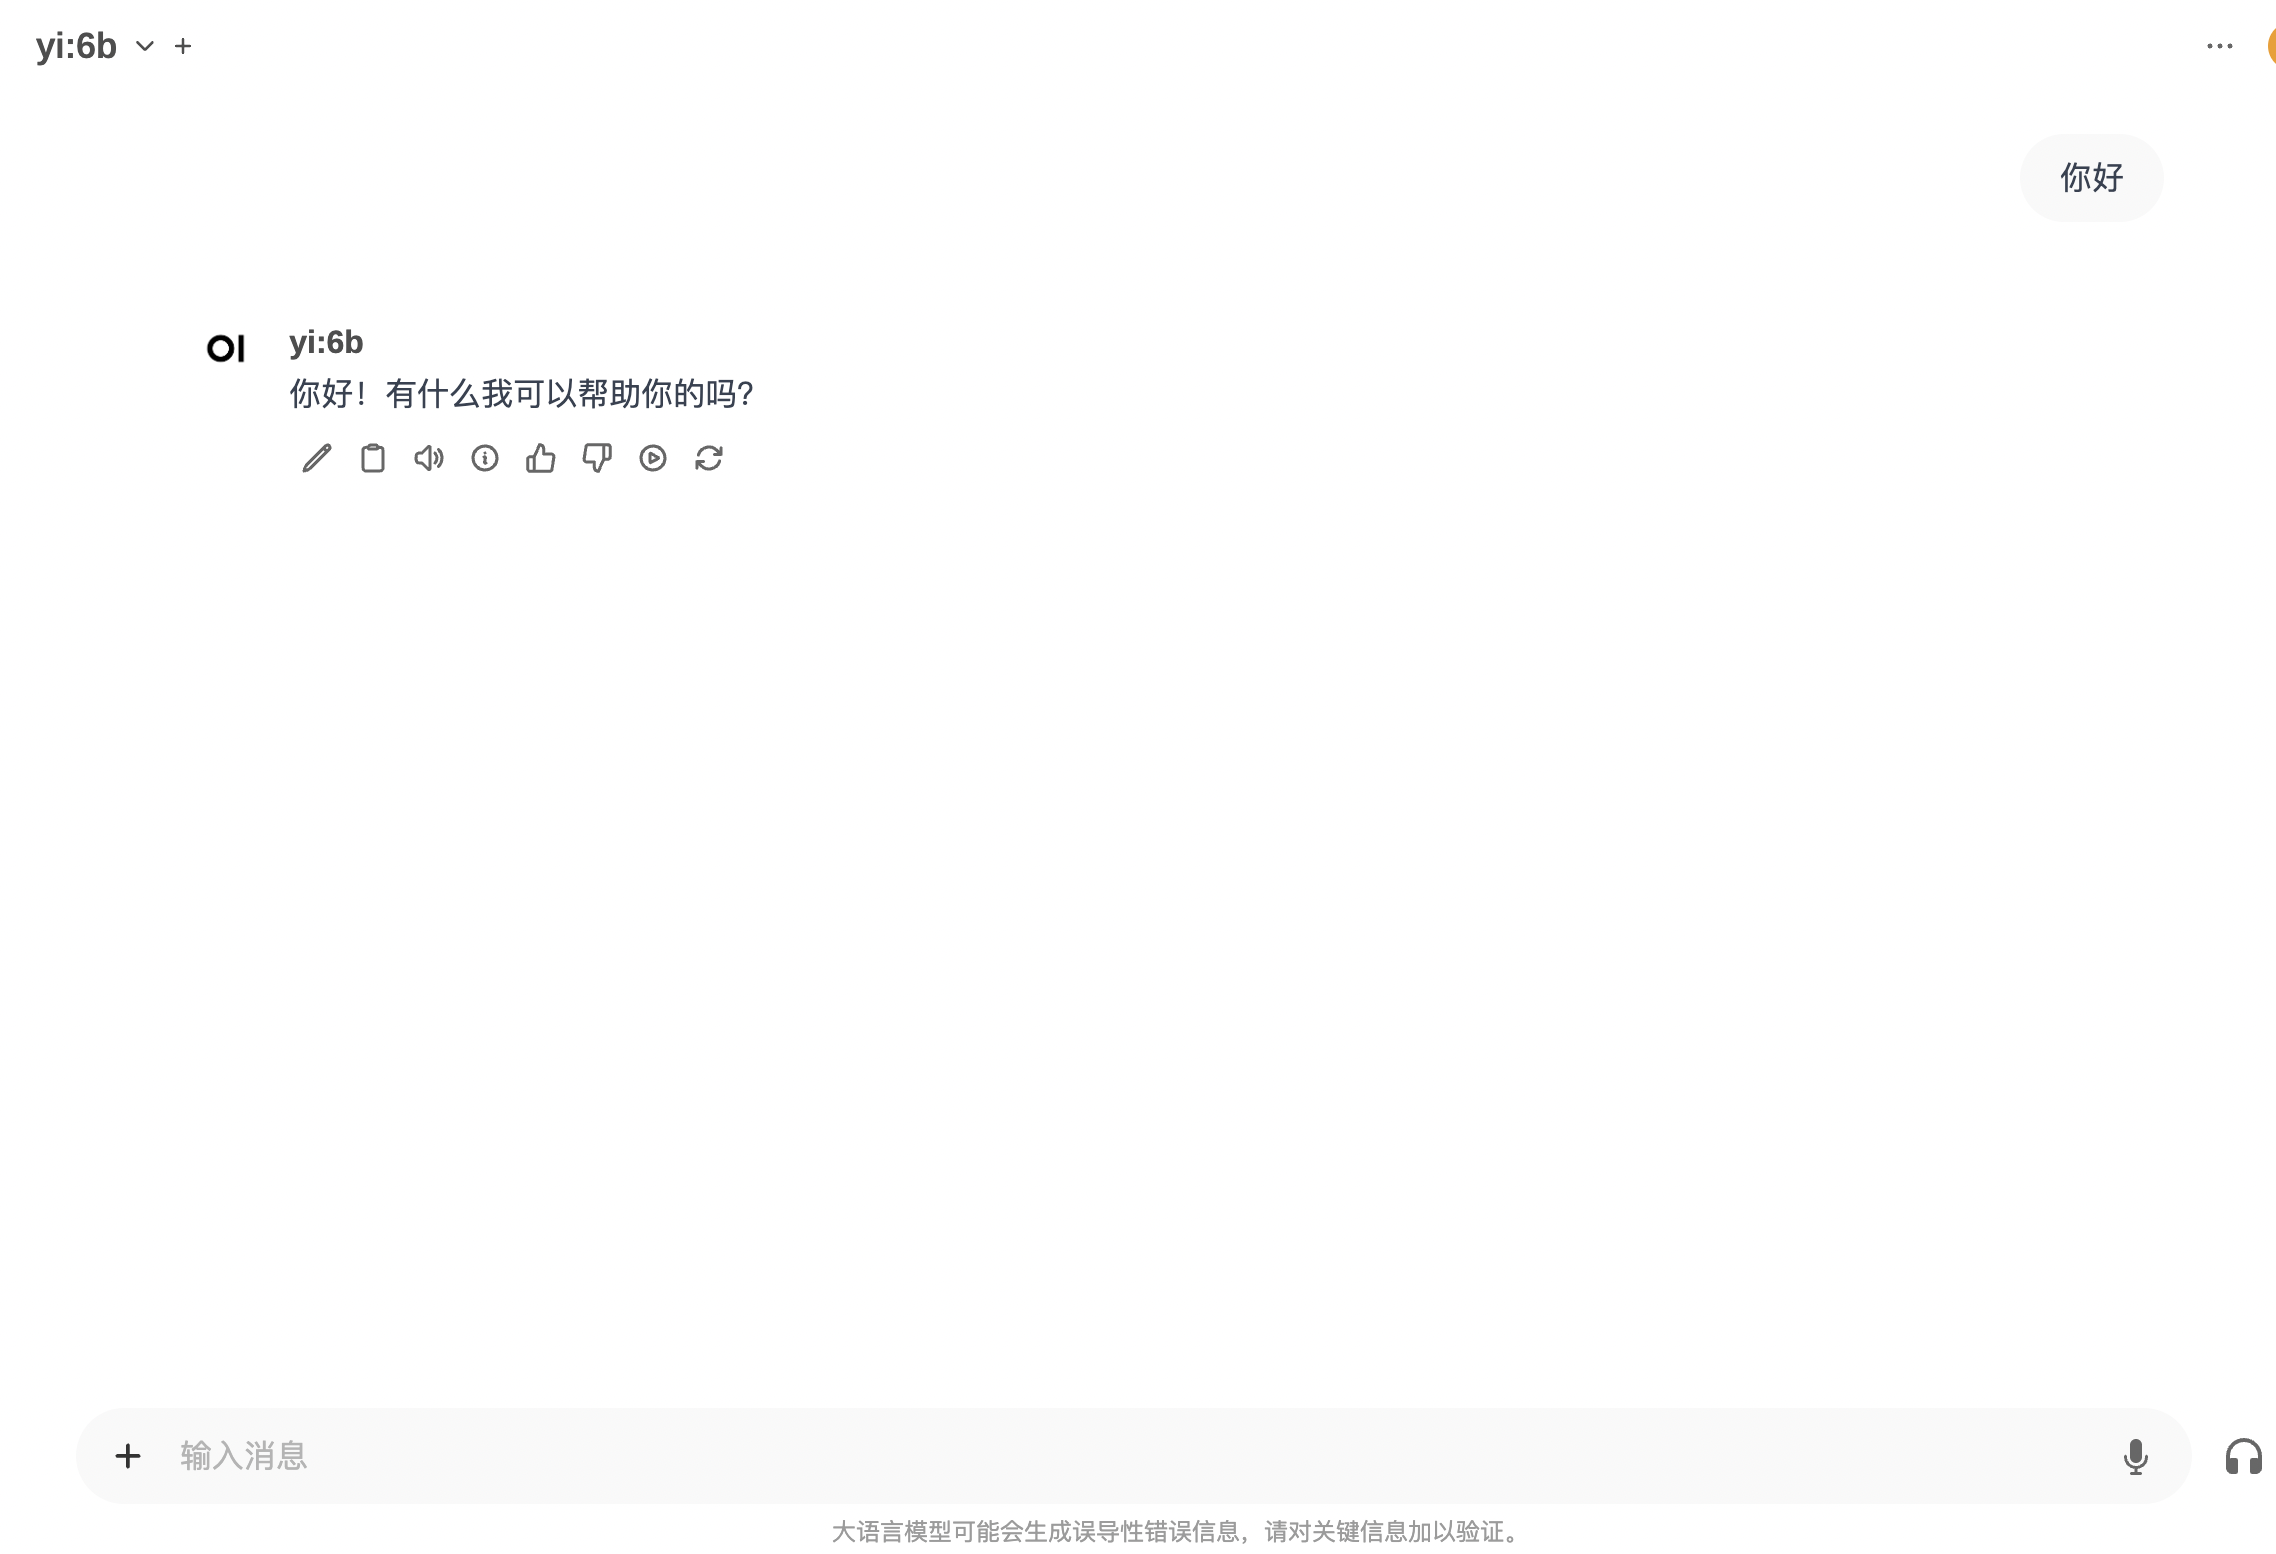 yi:6b
你好
OI
yi:6b
你好！有什么我可以帮助你的吗？
输入消息
大语言模型可能会生成误导性错误信息，请对关键信息加以验证。